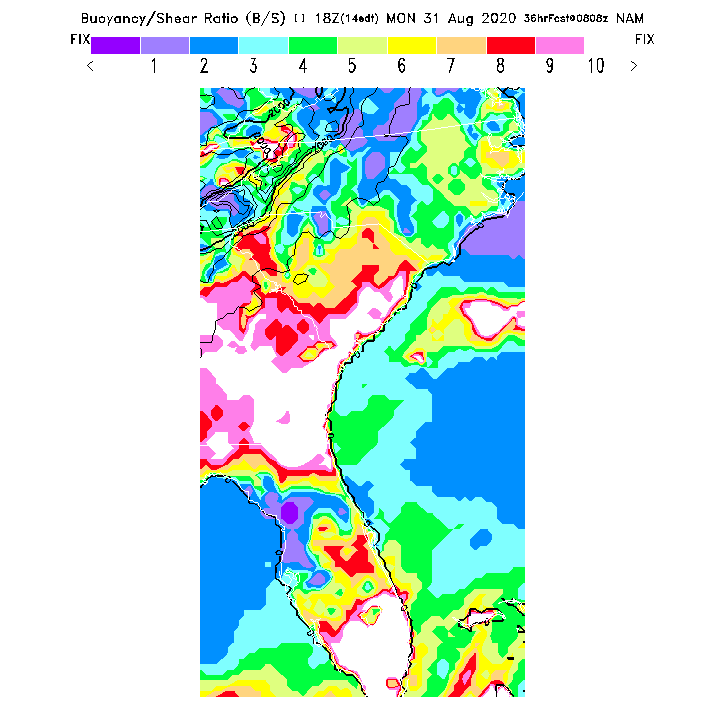 Buoyancy/Shear Ratio (B/S) [] 18Z(14edt) MON 31 Aug 2020 36hrFcst@0808z NAM
FIX FIX
< 1 2 3 4 5 6 7 8 9 10 >
2000